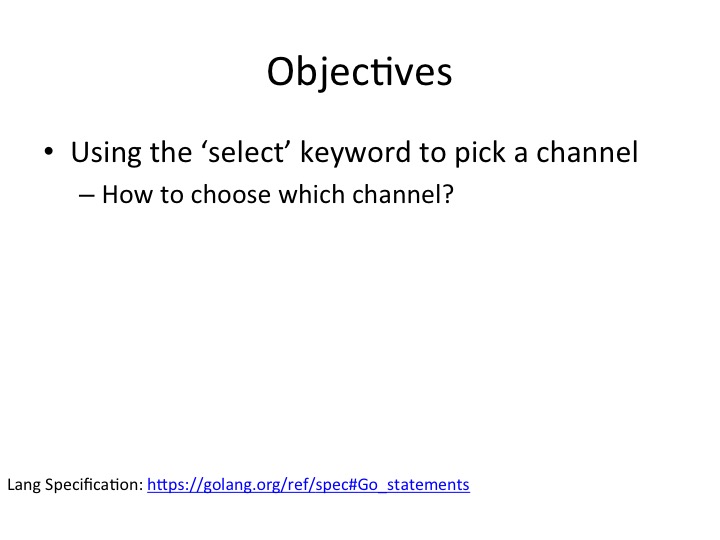 Objectives
• Using the ‘select’ keyword to pick a channel
– How to choose which channel?
Lang Specification: https://golang.org/ref/spec#Go_statements